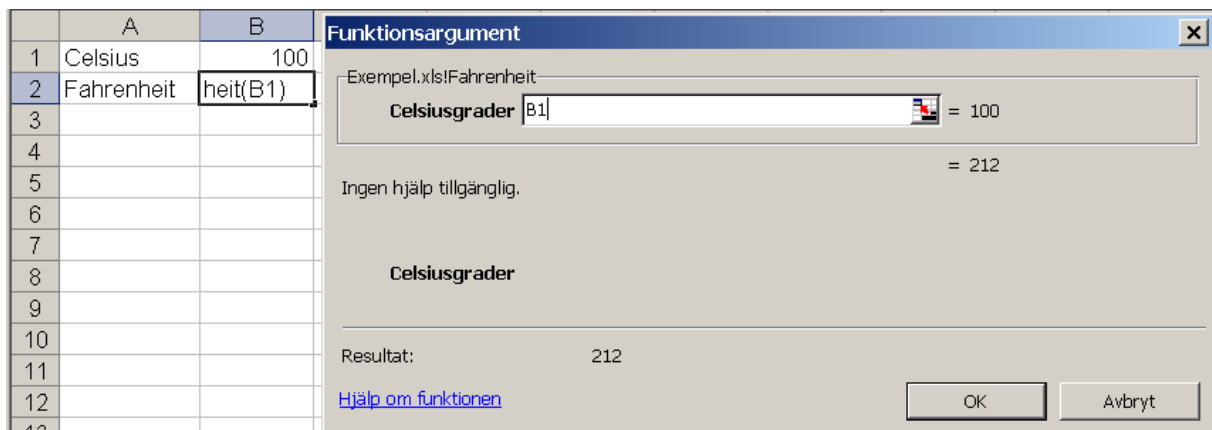 A B
1 Celsius 100
2 Fahrenheit heit(B1)
3
4
5
6
7
8
9
10
11
12
Funktionsargument
Exempel.xls!Fahrenheit
Celsiusgrader B1 = 100
= 212
Ingen hjälp tillgänglig.
Celsiusgrader
Resultat: 212
Hjälp om funktionen
OK Avbryt